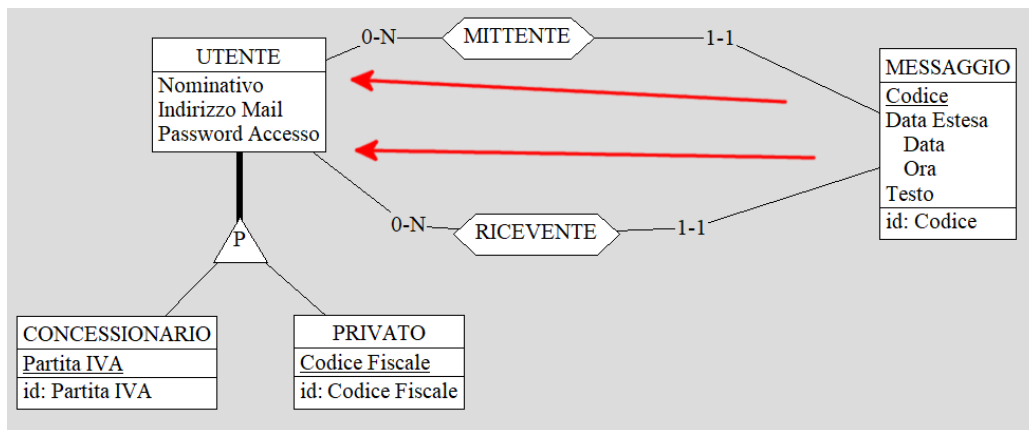 UTENTE
Nominativo
Indirizzo Mail
Password Accesso
0-N
MITTENTE
1-1
MESSAGGIO
Codice
Data Estesa
Data
Ora
Testo
id: Codice
0-N
RICEVENTE
1-1
P
CONCESSIONARIO
Partita IVA
id: Partita IVA
PRIVATO
Codice Fiscale
id: Codice Fiscale